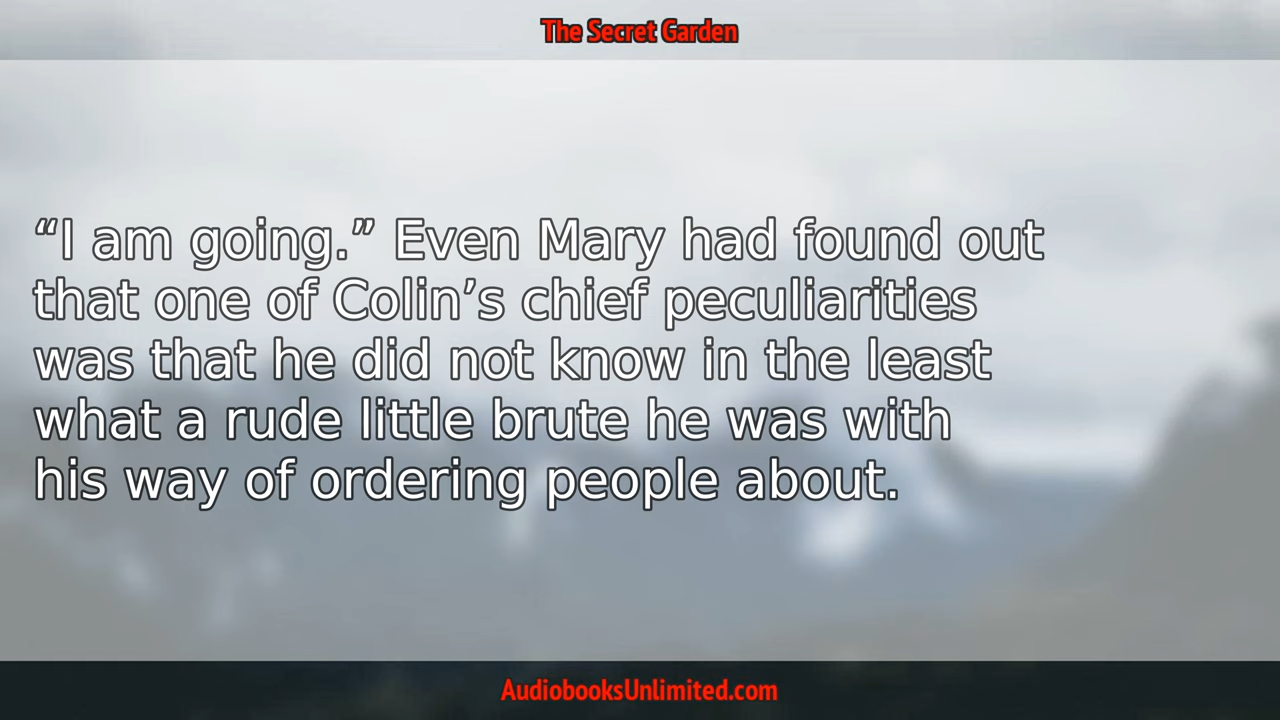 The Secret Garden
“I am going.” Even Mary had found out
that one of Colin’s chief peculiarities
was that he did not know in the least
what a rude little brute he was with
his way of ordering people about.
AudiobooksUnlimited.com